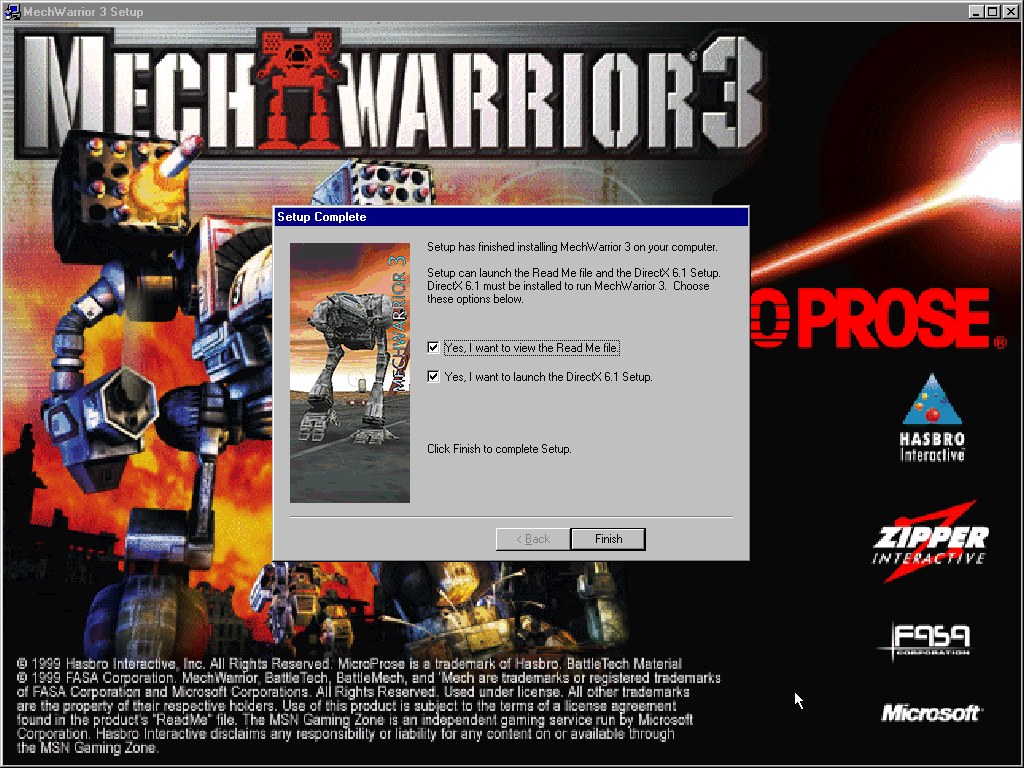 MechWarrior 3 Setup
MECHWARRIOR 3
Setup Complete
MECHWARRIOR 3
Setup has finished installing MechWarrior 3 on your computer.
Setup can launch the Read Me file and the DirectX 6.1 Setup.
DirectX 6.1 must be installed to run MechWarrior 3. Choose
these options below.
Yes, I want to view the Read Me file.
Yes, I want to launch the DirectX 6.1 Setup.
Click Finish to complete Setup.
< Back
Finish
O PROSE®
HASBRO
Interactive™
ZIPPER
INTERACTIVE™
FASA
CORPORATION
Microsoft®
© 1999 Hasbro Interactive, Inc. All Rights Reserved. MicroProse is a trademark of Hasbro. BattleTech Material
© 1999 FASA Corporation. MechWarrior, BattleTech, BattleMech, and 'Mech are trademarks or registered trademarks
of FASA Corporation and Microsoft Corporations. All Rights Reserved. Used under license. All other trademarks
are the property of their respective holders. Use of this product is subject to the terms of a license agreement
found in the product's "ReadMe" file. The MSN Gaming Zone is an independent gaming service run by Microsoft
Corporation. Hasbro Interactive disclaims any responsibility or liability for any content on or available through
the MSN Gaming Zone.